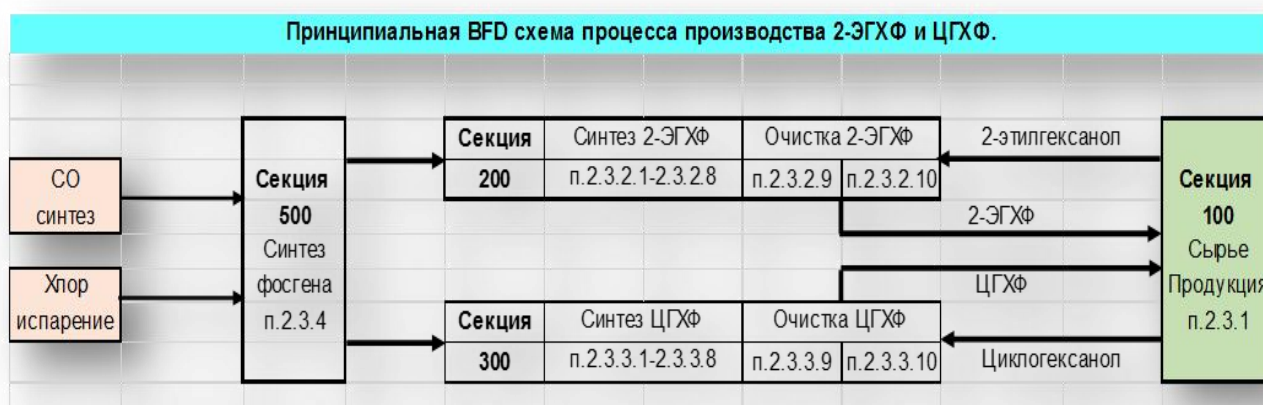 Принципиальная BFD схема процесса производства 2-ЭГХФ и ЦГХФ.
СО
синтез
Хлор
испарение
Секция
500
Синтез
фосгена
п.2.3.4
Секция
200
Синтез 2-ЭГХФ
Очистка 2-ЭГХФ
п.2.3.2.1-2.3.2.8
п.2.3.2.9
п.2.3.2.10
Секция
300
Синтез ЦГХФ
Очистка ЦГХФ
п.2.3.3.1-2.3.3.8
п.2.3.3.9
п.2.3.3.10
2-этилгексанол
2-ЭГХФ
ЦГХФ
Циклогексанол
Секция
100
Сырье
Продукция
п.2.3.1